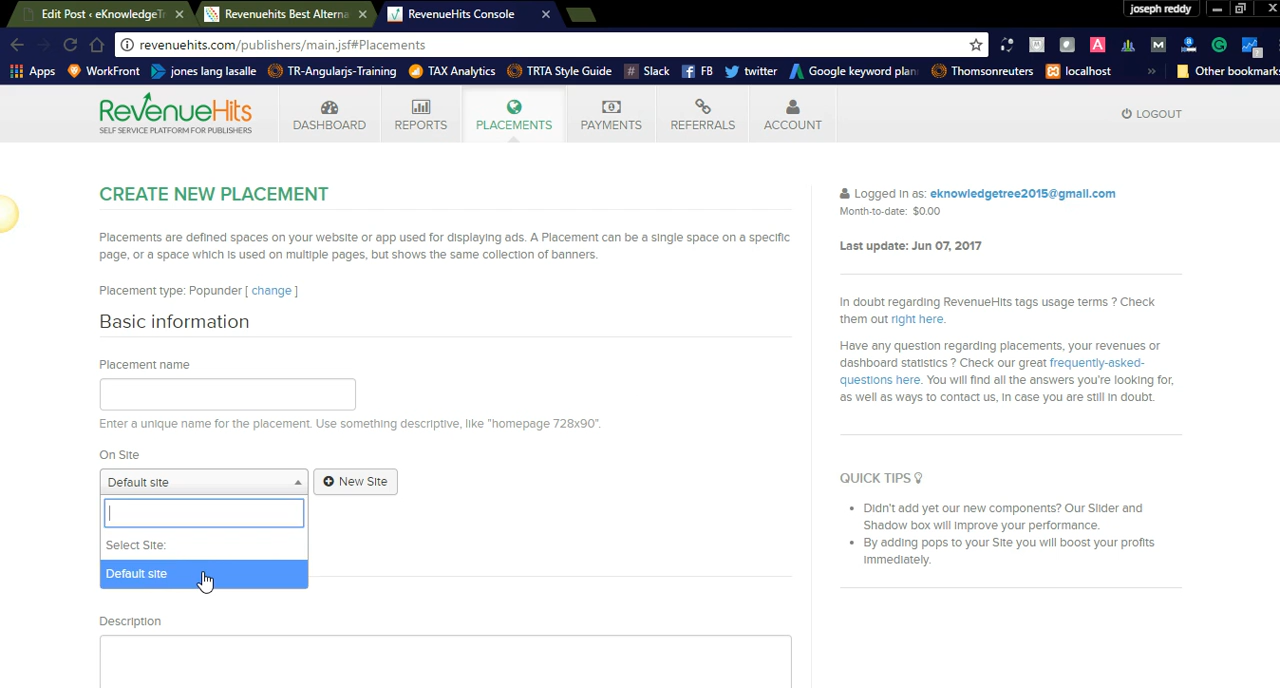 Edit Post ‹ eKnowledgeTr
Revenuehits Best Alterna
RevenueHits Console
joseph reddy
revenuehits.com/publishers/main.jsf#Placements
Apps
WorkFront
jones lang lasalle
TR-Angularjs-Training
TAX Analytics
TRTA Style Guide
Slack
FB
twitter
Google keyword plan
Thomsonreuters
localhost
»
Other bookmarks
RevenueHits
SELF SERVICE PLATFORM FOR PUBLISHERS
DASHBOARD
REPORTS
PLACEMENTS
PAYMENTS
REFERRALS
ACCOUNT
LOGOUT
CREATE NEW PLACEMENT
Placements are defined spaces on your website or app used for displaying ads. A Placement can be a single space on a specific
page, or a space which is used on multiple pages, but shows the same collection of banners.
Placement type: Popunder [ change ]
Basic information
Placement name
Enter a unique name for the placement. Use something descriptive, like "homepage 728x90".
On Site
Default site
New Site
Select Site:
Default site
Description
Logged in as: eknowledgetree2015@gmail.com
Month-to-date: $0.00
Last update: Jun 07, 2017
In doubt regarding RevenueHits tags usage terms ? Check
them out right here.
Have any question regarding placements, your revenues or
dashboard statistics ? Check our great frequently-asked-
questions here. You will find all the answers you're looking for,
as well as ways to contact us, in case you are still in doubt.
QUICK TIPS
Didn't add yet our new components? Our Slider and
Shadow box will improve your performance.
By adding pops to your Site you will boost your profits
immediately.